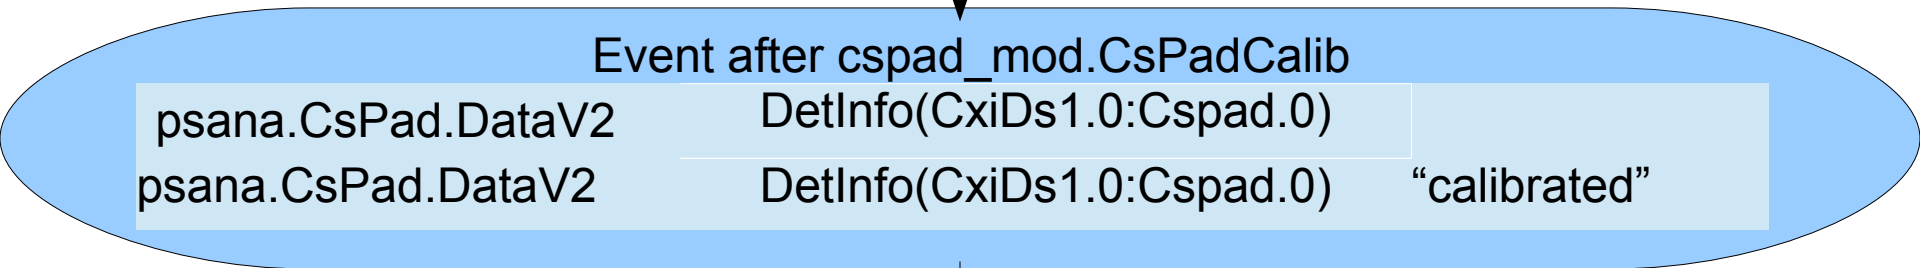 Event after cspad_mod.CsPadCalib
psana.CsPad.DataV2 DetInfo(CxiDs1.0:Cspad.0)
psana.CsPad.DataV2 DetInfo(CxiDs1.0:Cspad.0) “calibrated”